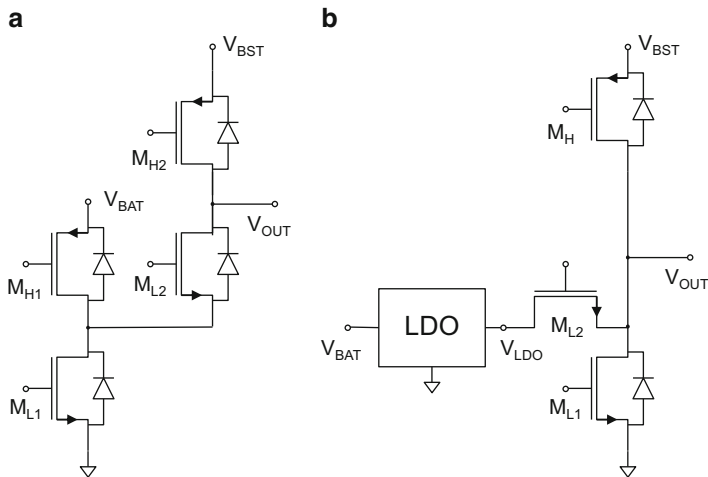 a
V_BST
M_H2
V_BAT
V_OUT
M_H1
M_L2
M_L1
b
V_BST
M_H
V_OUT
LDO
M_L2
V_BAT
V_LDO
M_L1